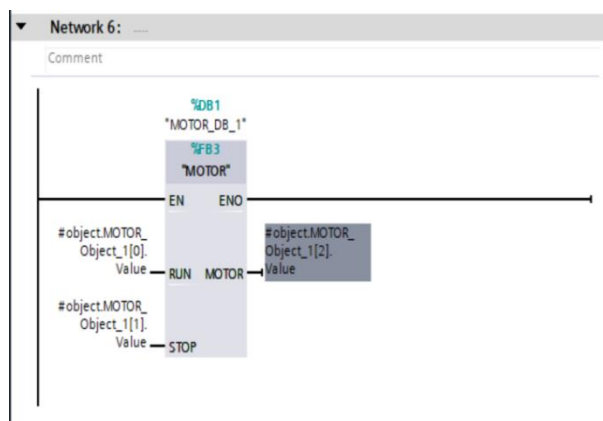 Network 6: .....
Comment
%DB1
"MOTOR_DB_1"
%FB3
"MOTOR"
EN ENO
#object.MOTOR_
Object_1[0].
Value
RUN MOTOR
#object.MOTOR_
Object_1[2].
Value
#object.MOTOR_
Object_1[1].
Value
STOP